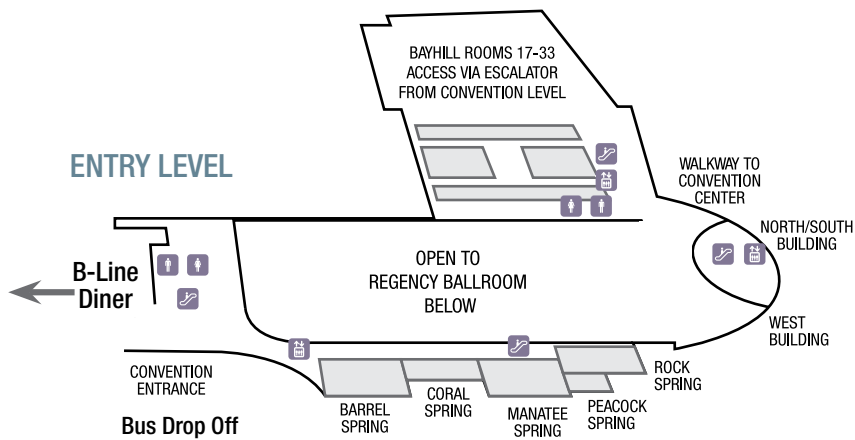 BAYHILL ROOMS 17-33
ACCESS VIA ESCALATOR
FROM CONVENTION LEVEL
ENTRY LEVEL
WALKWAY TO
CONVENTION
CENTER
NORTH/SOUTH
BUILDING
B-Line
Diner
OPEN TO
REGENCY BALLROOM
BELOW
WEST
BUILDING
CONVENTION
ENTRANCE
Bus Drop Off
BARREL
SPRING
CORAL
SPRING
MANATEE
SPRING
PEACOCK
SPRING
ROCK
SPRING